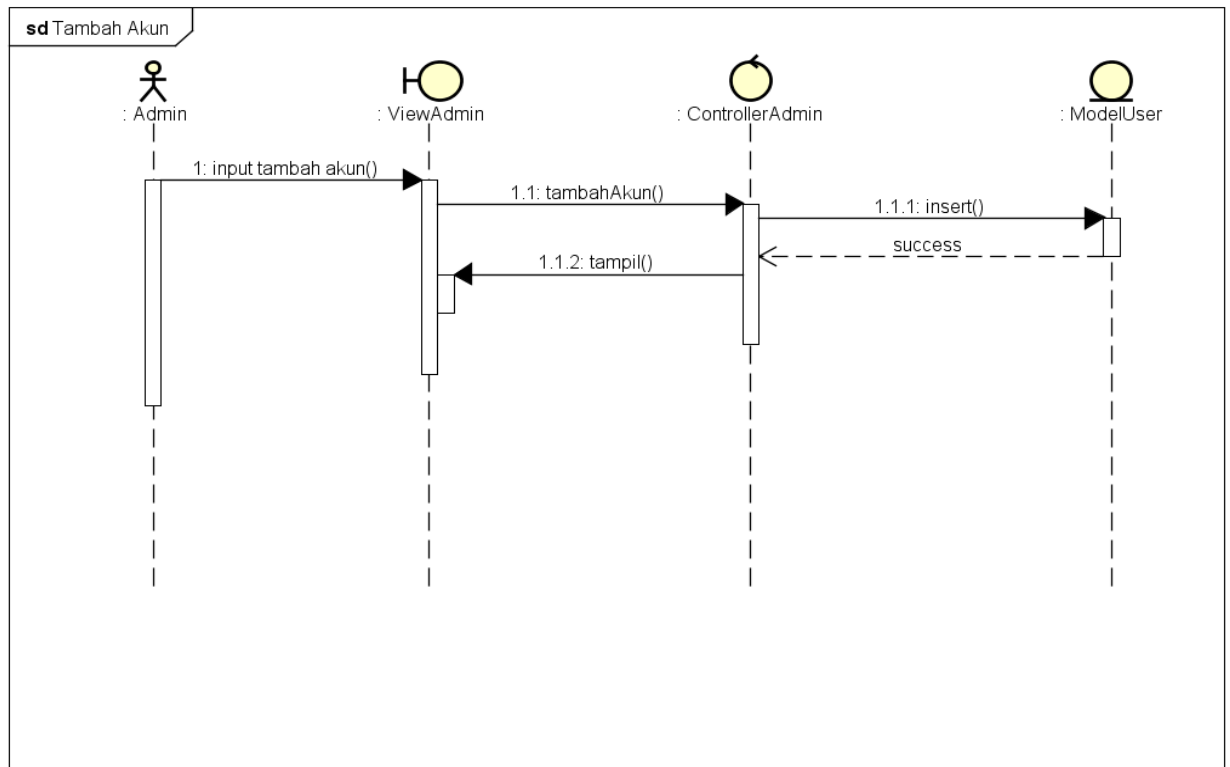 sd Tambah Akun
: Admin
: ViewAdmin
: ControllerAdmin
: ModelUser
1: input tambah akun()
1.1: tambahAkun()
1.1.1: insert()
success
1.1.2: tampil()